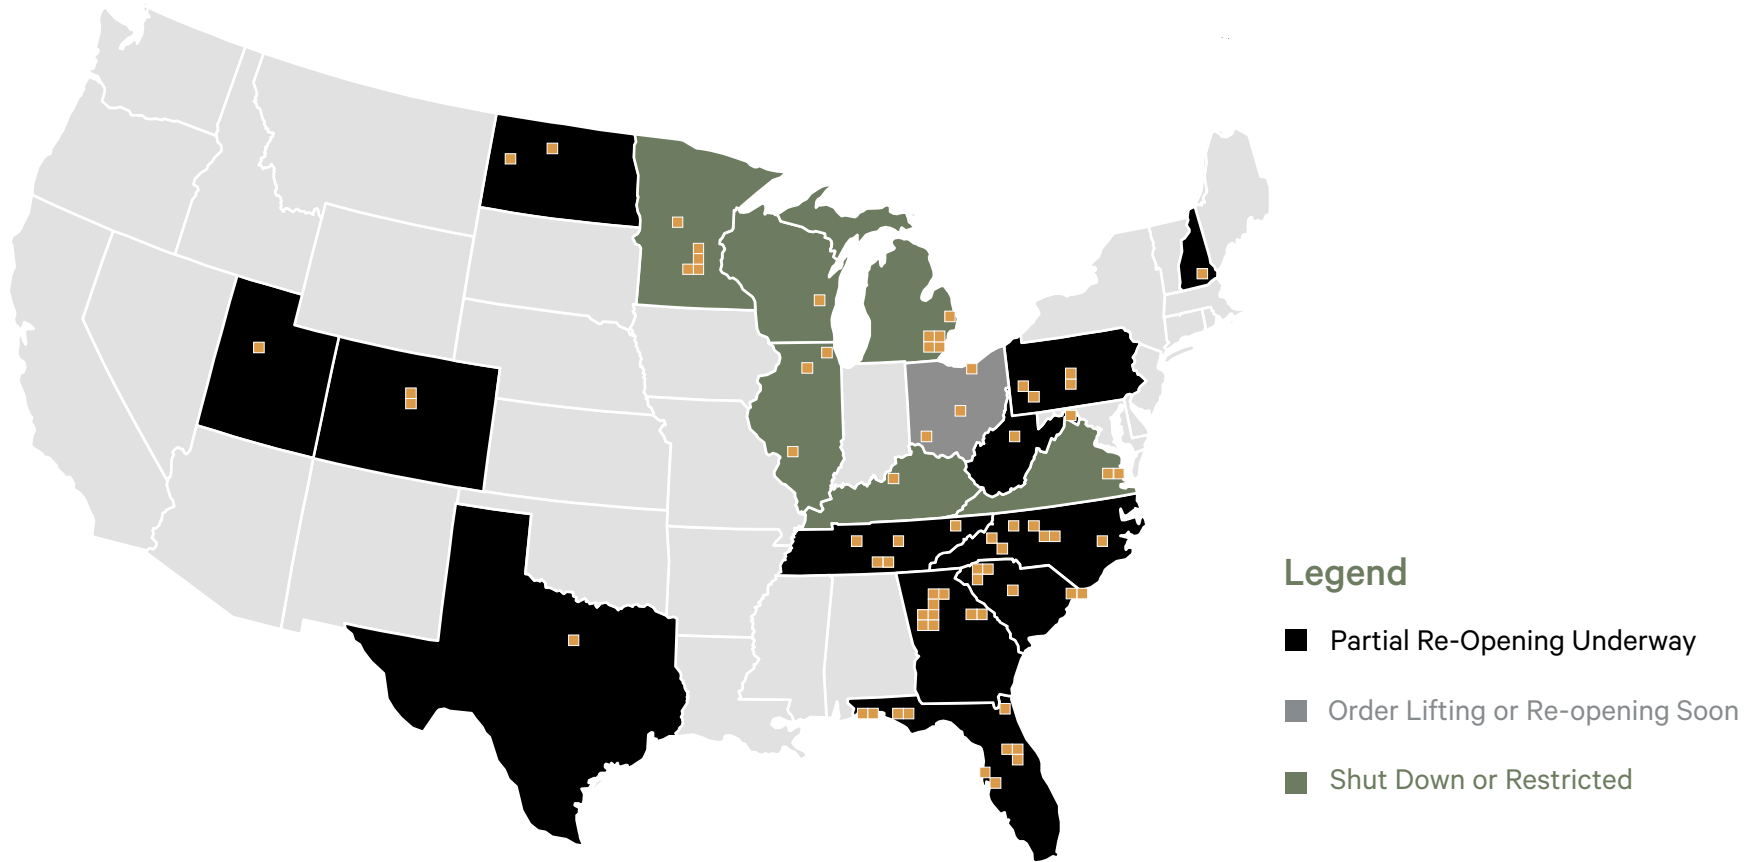 Legend
Partial Re-Opening Underway
Order Lifting or Re-opening Soon
Shut Down or Restricted